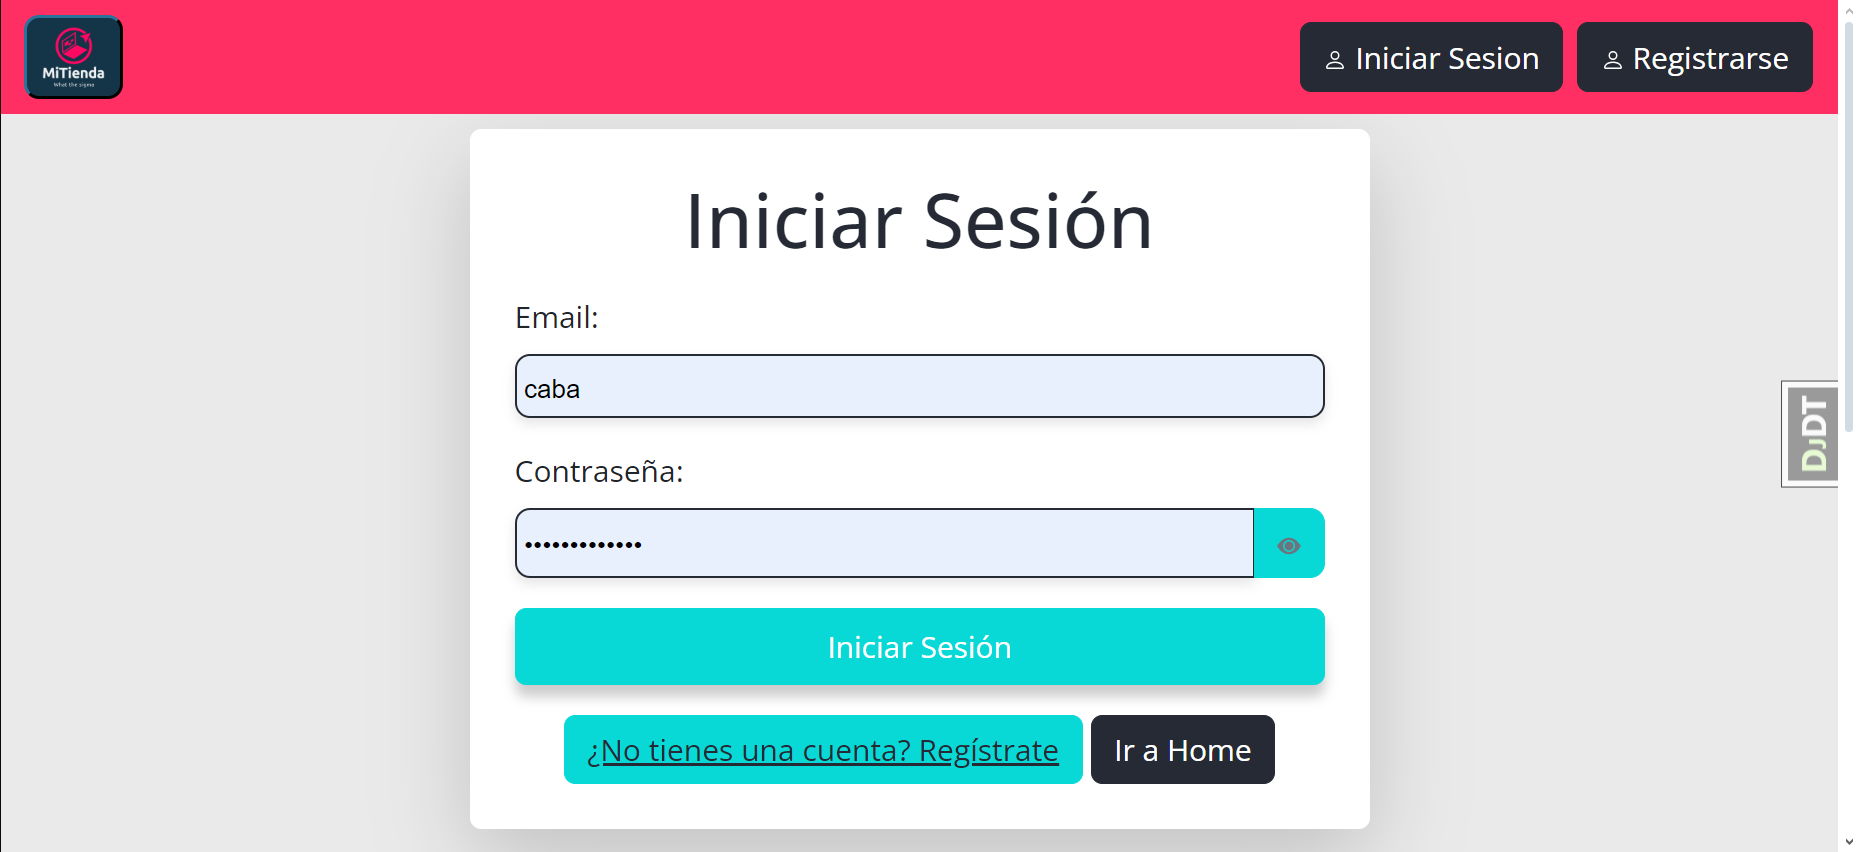 MiTienda
What the sigma
Iniciar Sesion
Registrarse
Iniciar Sesión
Email:
caba
Contraseña:
•••••••••••••
Iniciar Sesión
¿No tienes una cuenta? Regístrate
Ir a Home
DJDT